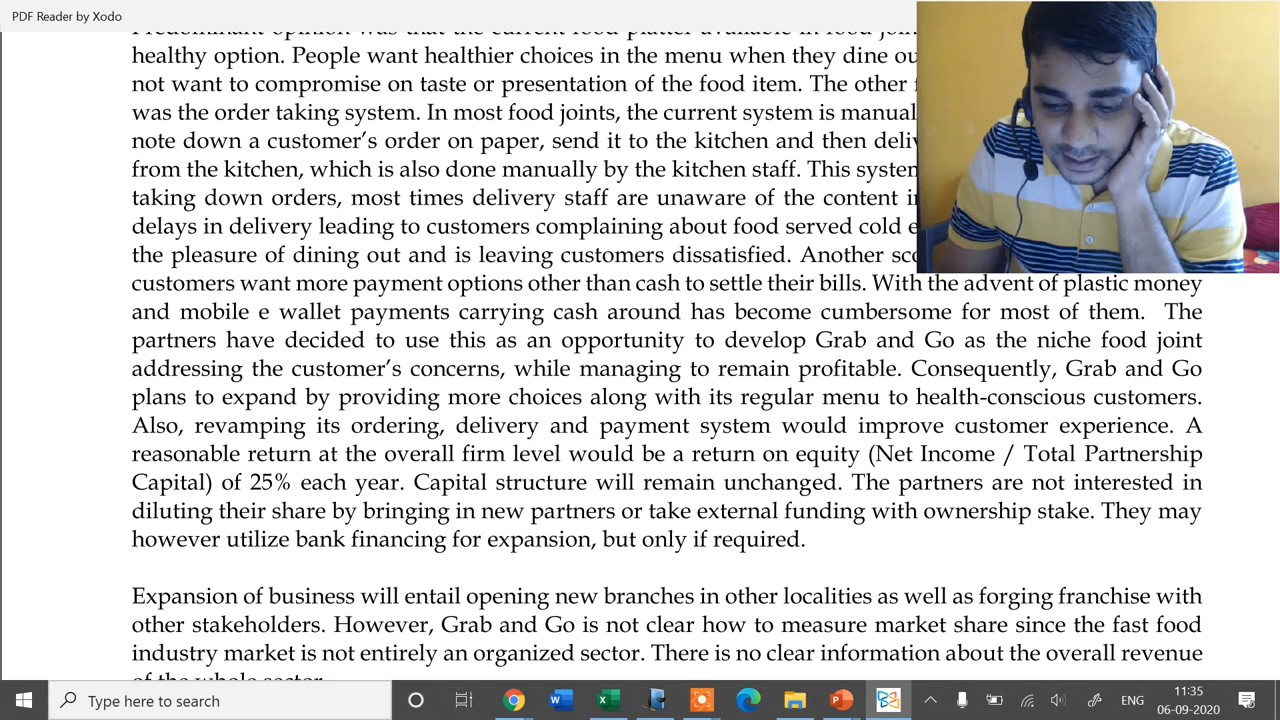 PDF Reader by Xodo
Predominant opinion was that the current food platter available in food
healthy option. People want healthier choices in the menu when they dine
not want to compromise on taste or presentation of the food item. The other
was the order taking system. In most food joints, the current system is manual
note down a customer's order on paper, send it to the kitchen and then
from the kitchen, which is also done manually by the kitchen staff. This system
taking down orders, most times delivery staff are unaware of the content
delays in delivery leading to customers complaining about food served cold
the pleasure of dining out and is leaving customers dissatisfied. Another
customers want more payment options other than cash to settle their bills. With the advent of plastic money
and mobile e wallet payments carrying cash around has become cumbersome for most of them. The
partners have decided to use this as an opportunity to develop Grab and Go as the niche food joint
addressing the customer's concerns, while managing to remain profitable. Consequently, Grab and Go
plans to expand by providing more choices along with its regular menu to health-conscious customers.
Also, revamping its ordering, delivery and payment system would improve customer experience. A
reasonable return at the overall firm level would be a return on equity (Net Income / Total Partnership
Capital) of 25% each year. Capital structure will remain unchanged. The partners are not interested in
diluting their share by bringing in new partners or take external funding with ownership stake. They may
however utilize bank financing for expansion, but only if required.
Expansion of business will entail opening new branches in other localities as well as forging franchise with
other stakeholders. However, Grab and Go is not clear how to measure market share since the fast food
industry market is not entirely an organized sector. There is no clear information about the overall revenue
of the whole sector
Type here to search
ENG
11:35
06-09-2020